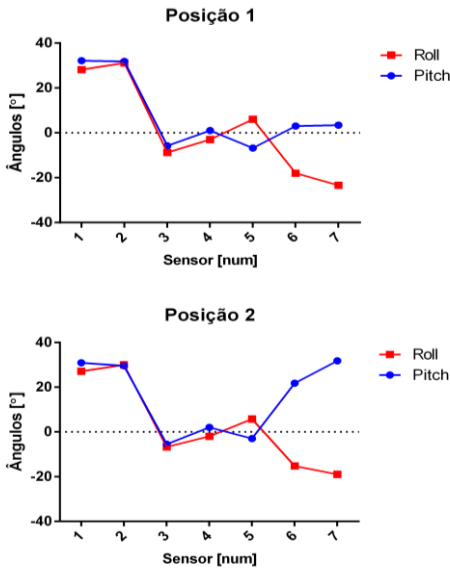 Posição 1
Roll
Pitch
Ângulos [°]
40
20
0
-20
-40
1 2 3 4 5 6 7
Sensor [num]
Posição 2
Roll
Pitch
Ângulos [°]
40
20
0
-20
-40
1 2 3 4 5 6 7
Sensor [num]